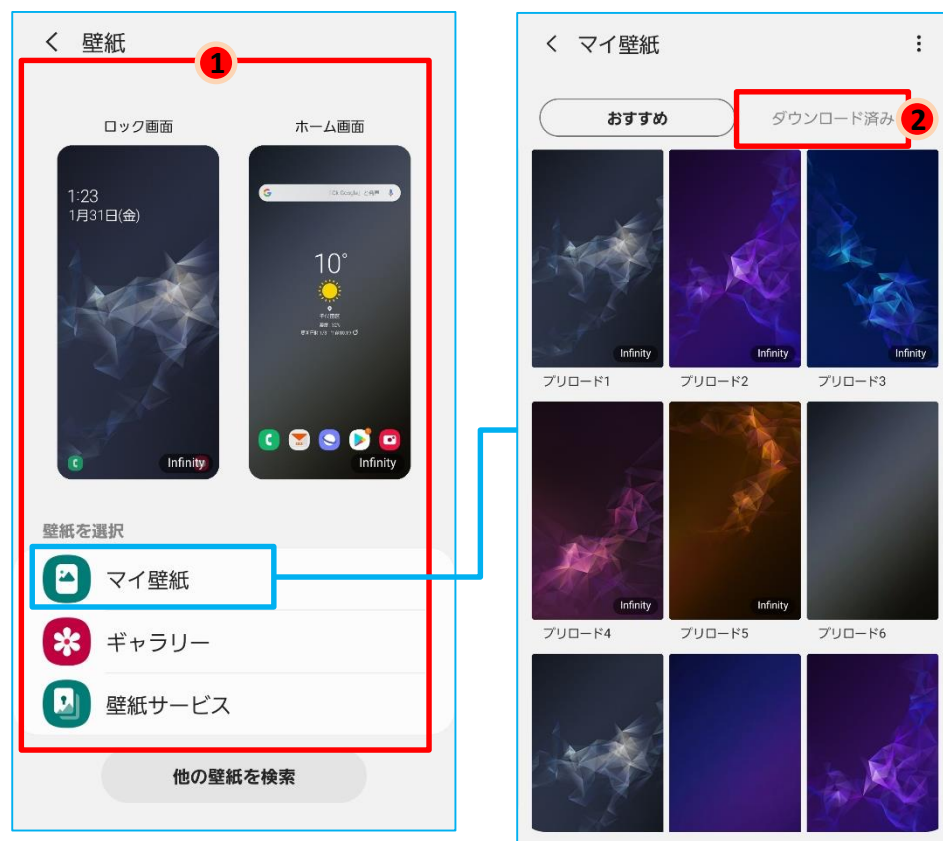 壁紙
1
ロック画面
ホーム画面
1:23
1月31日(金)
10°
Infinity
Infinity
壁紙を選択
マイ壁紙
ギャラリー
壁紙サービス
他の壁紙を検索
マイ壁紙
おすすめ
ダウンロード済み
2
Infinity
Infinity
Infinity
プリロード1
プリロード2
プリロード3
Infinity
Infinity
プリロード4
プリロード5
プリロード6